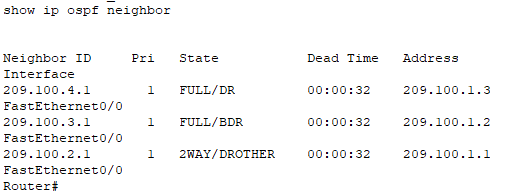 show ip ospf neighbor
Neighbor ID Pri State Dead Time Address
Interface
209.100.4.1 1 FULL/DR 00:00:32 209.100.1.3
FastEthernet0/0
209.100.3.1 1 FULL/BDR 00:00:32 209.100.1.2
FastEthernet0/0
209.100.2.1 1 2WAY/DROTHER 00:00:32 209.100.1.1
FastEthernet0/0
Router#